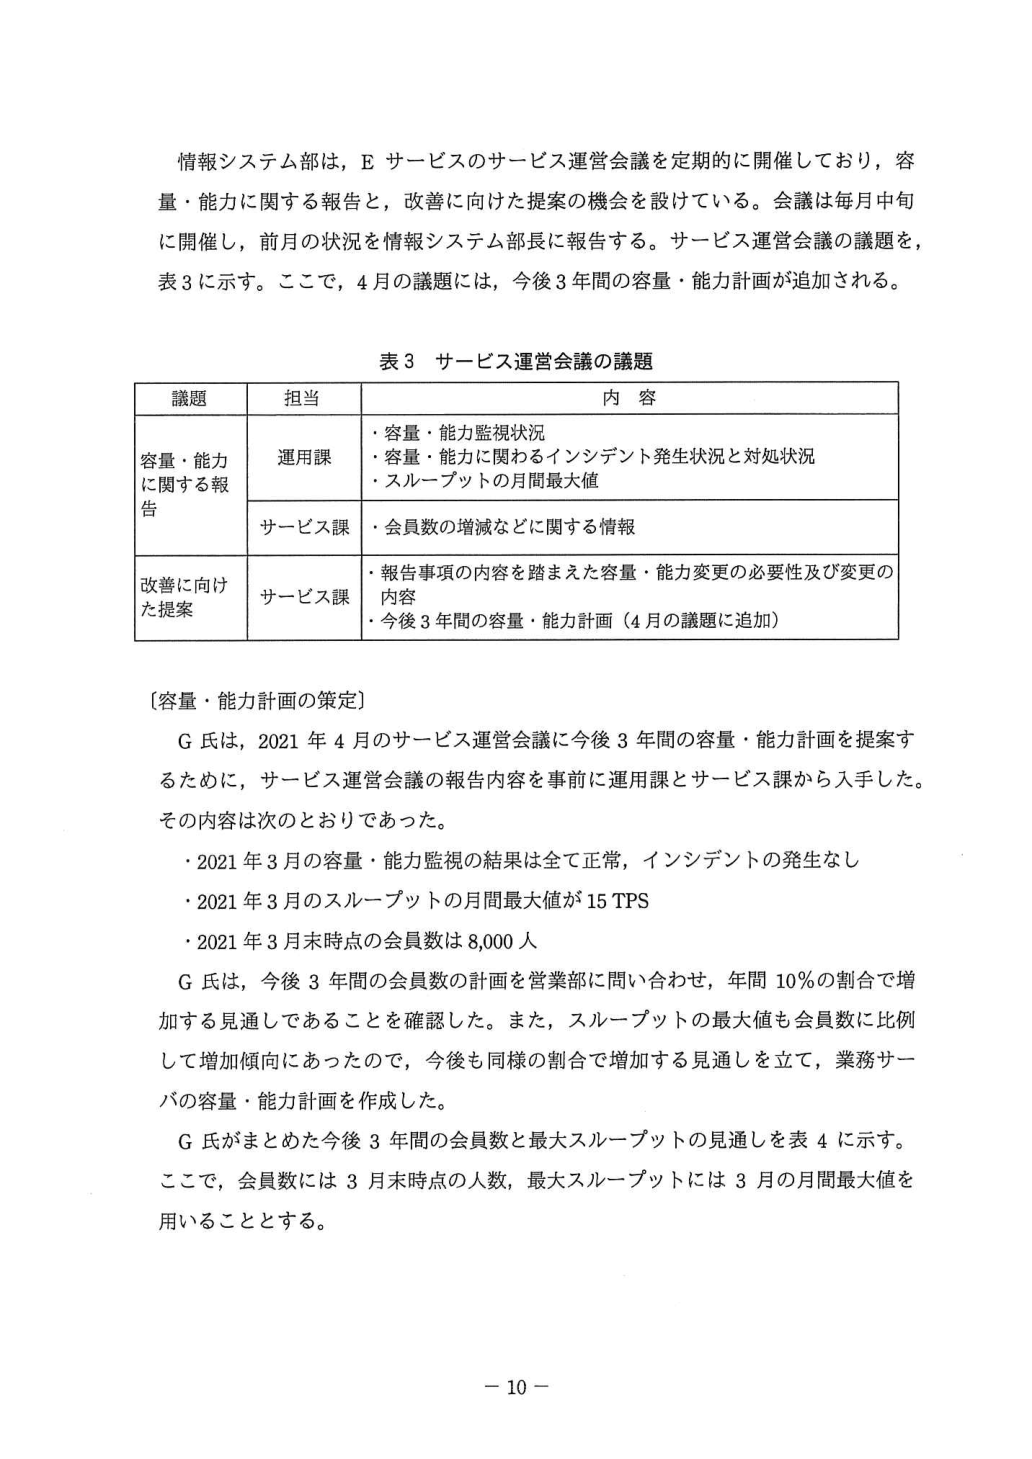 情報システム部は，E サービスのサービス運営会議を定期的に開催しており，容
量・能力に関する報告と，改善に向けた提案の機会を設けている。会議は毎月中旬
に開催し，前月の状況を情報システム部長に報告する。サービス運営会議の議題を，
表3に示す。ここで，4月の議題には，今後3年間の容量・能力計画が追加される。
表3　サービス運営会議の議題
議題　担当　内　容
容量・能力に関する報告
運用課
・容量・能力監視状況
・容量・能力に関わるインシデント発生状況と対処状況
・スループットの月間最大値
サービス課
・会員数の増減などに関する情報
改善に向けた提案
サービス課
・報告事項の内容を踏まえた容量・能力変更の必要性及び変更の
内容
・今後3年間の容量・能力計画（4月の議題に追加）
〔容量・能力計画の策定〕
G 氏は，2021 年 4 月のサービス運営会議に今後 3 年間の容量・能力計画を提案す
るために，サービス運営会議の報告内容を事前に運用課とサービス課から入手した。
その内容は次のとおりであった。
・2021 年 3 月の容量・能力監視の結果は全て正常，インシデントの発生なし
・2021 年 3 月のスループットの月間最大値が 15 TPS
・2021 年 3 月末時点の会員数は 8,000 人
G 氏は，今後 3 年間の会員数の計画を営業部に問い合わせ，年間 10%の割合で増
加する見通しであることを確認した。また，スループットの最大値も会員数に比例
して増加傾向にあったので，今後も同様の割合で増加する見通しを立て，業務サー
バの容量・能力計画を作成した。
G 氏がまとめた今後 3 年間の会員数と最大スループットの見通しを表 4 に示す。
ここで，会員数には 3 月末時点の人数，最大スループットには 3 月の月間最大値を
用いることとする。
－ 10 －